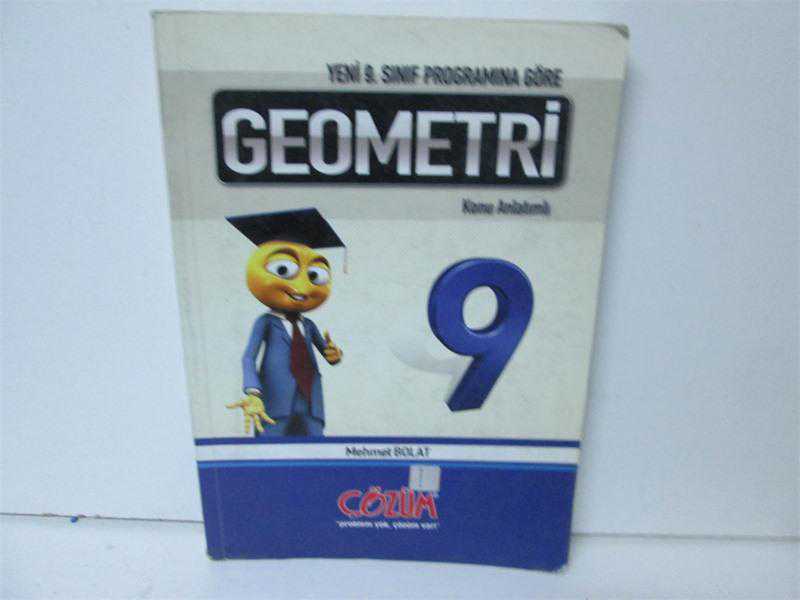 YENİ 9. SINIF PROGRAMINA GÖRE
GEOMETRİ
Konu Anlatımlı
9
Mehmet BOLAT
ÇÖZÜM
"problem yok, çözüm var!"